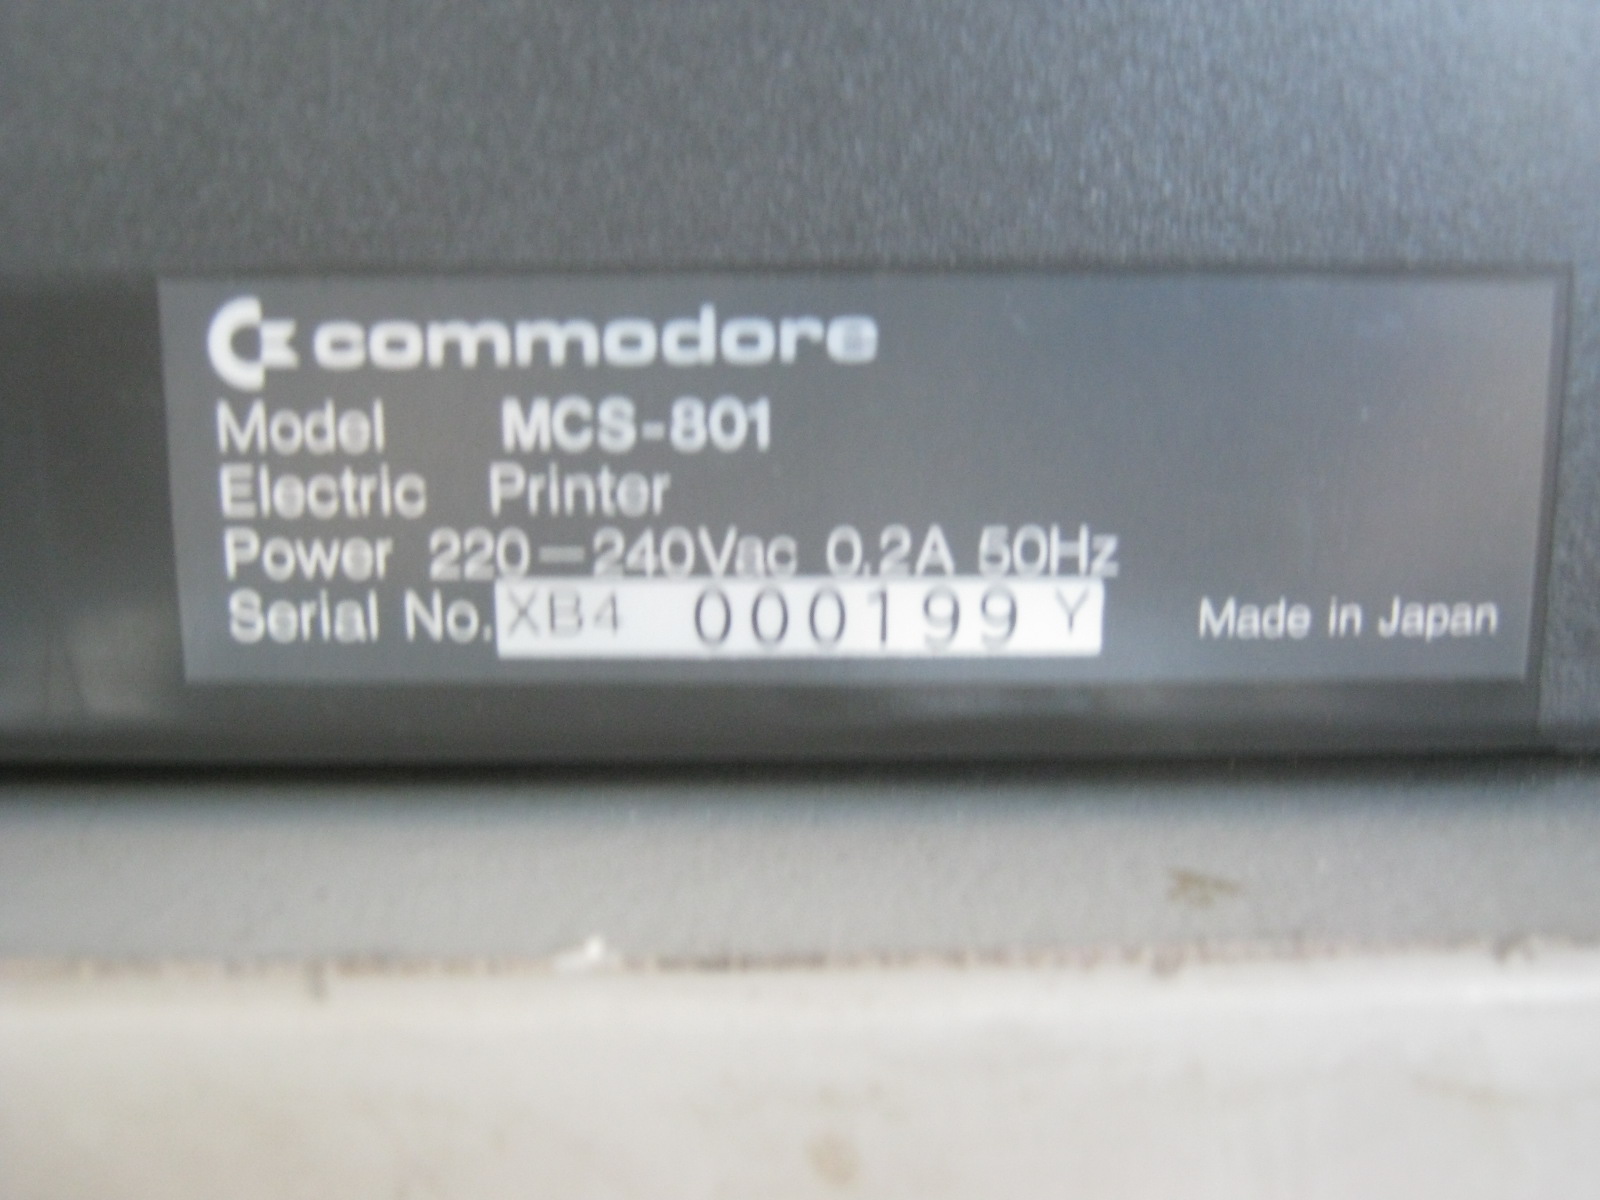 commodore
Model MCS-801
Electric Printer
Power 220-240Vac 0.2A 50Hz
Serial No. XB4 000199 Y Made in Japan